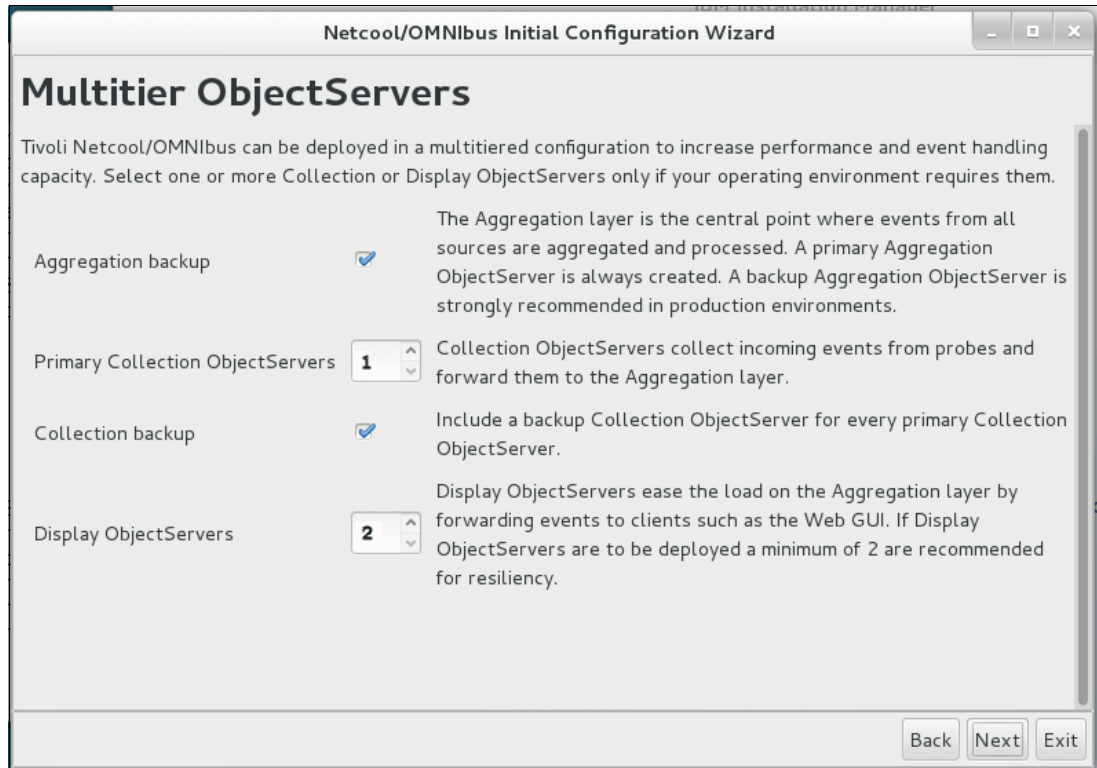 IBM Installation Manager
Netcool/OMNIbus Initial Configuration Wizard
Multitier ObjectServers
Tivoli Netcool/OMNIbus can be deployed in a multitiered configuration to increase performance and event handling
capacity. Select one or more Collection or Display ObjectServers only if your operating environment requires them.
Aggregation backup
The Aggregation layer is the central point where events from all
sources are aggregated and processed. A primary Aggregation
ObjectServer is always created. A backup Aggregation ObjectServer is
strongly recommended in production environments.
Primary Collection ObjectServers
1
Collection ObjectServers collect incoming events from probes and
forward them to the Aggregation layer.
Collection backup
Include a backup Collection ObjectServer for every primary Collection
ObjectServer.
Display ObjectServers
2
Display ObjectServers ease the load on the Aggregation layer by
forwarding events to clients such as the Web GUI. If Display
ObjectServers are to be deployed a minimum of 2 are recommended
for resiliency.
Back Next Exit